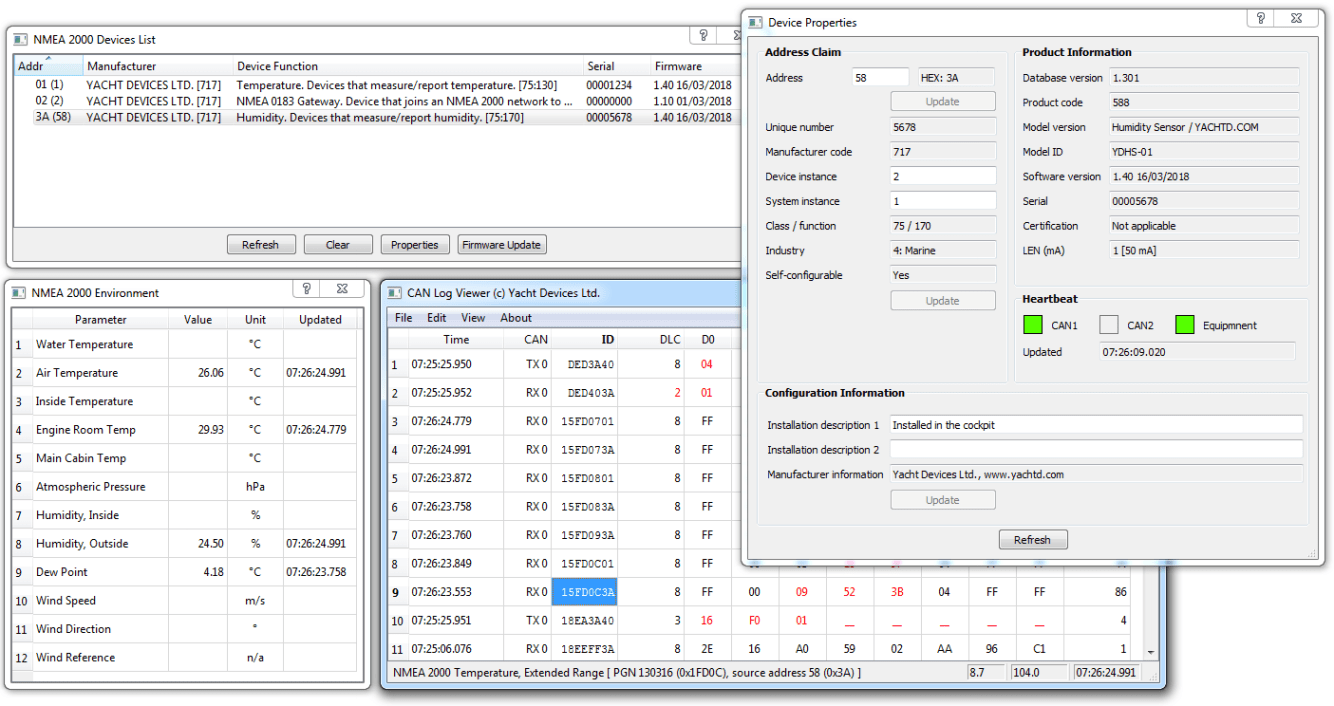 NMEA 2000 Devices List
Addr Manufacturer Device Function Serial Firmware
01 (1) YACHT DEVICES LTD. [717] Temperature. Devices that measure/report temperature. [75:130] 00001234 1.40 16/03/2018
02 (2) YACHT DEVICES LTD. [717] NMEA 0183 Gateway. Device that joins an NMEA 2000 network to ... 00000000 1.10 01/03/2018
3A (58) YACHT DEVICES LTD. [717] Humidity. Devices that measure/report humidity. [75:170] 00005678 1.40 16/03/2018
Refresh Clear Properties Firmware Update
Device Properties
Address Claim
Address 58 HEX: 3A
Update
Unique number 5678
Manufacturer code 717
Device instance 2
System instance 1
Class / function 75 / 170
Industry 4: Marine
Self-configurable Yes
Update
Product Information
Database version 1.301
Product code 588
Model version Humidity Sensor / YACHTD.COM
Model ID YDHS-01
Software version 1.40 16/03/2018
Serial 00005678
Certification Not applicable
LEN (mA) 1 [50 mA]
Heartbeat
CAN1 CAN2 Equipmnent
Updated 07:26:09.020
Configuration Information
Installation description 1 Installed in the cockpit
Installation description 2
Manufacturer information Yacht Devices Ltd., www.yachtd.com
Update
Refresh
NMEA 2000 Environment
Parameter Value Unit Updated
1 Water Temperature °C
2 Air Temperature 26.06 °C 07:26:24.991
3 Inside Temperature °C
4 Engine Room Temp 29.93 °C 07:26:24.779
5 Main Cabin Temp °C
6 Atmospheric Pressure hPa
7 Humidity, Inside %
8 Humidity, Outside 24.50 % 07:26:24.991
9 Dew Point 4.18 °C 07:26:23.758
10 Wind Speed m/s
11 Wind Direction °
12 Wind Reference n/a
CAN Log Viewer (c) Yacht Devices Ltd.
File Edit View About
Time CAN ID DLC D0
1 07:25:25.950 TX 0 DED3A40 8 04
2 07:25:25.952 RX 0 DED403A 2 01
3 07:26:24.779 RX 0 15FD0701 8 FF
4 07:26:24.991 RX 0 15FD073A 8 FF
5 07:26:23.872 RX 0 15FD0801 8 FF
6 07:26:23.758 RX 0 15FD083A 8 FF
7 07:26:23.760 RX 0 15FD093A 8 FF
8 07:26:23.849 RX 0 15FD0C01 8 FF
9 07:26:23.553 RX 0 15FD0C3A 8 FF 00 09 52 3B 04 FF FF 86
10 07:25:25.951 TX 0 18EA3A40 3 16 F0 01 __ __ __ __ __ 4
11 07:25:06.076 RX 0 18EEFF3A 8 2E 16 A0 59 02 AA 96 C1 1
NMEA 2000 Temperature, Extended Range [ PGN 130316 (0x1FD0C), source address 58 (0x3A) ] 8.7 104.0 07:26:24.991